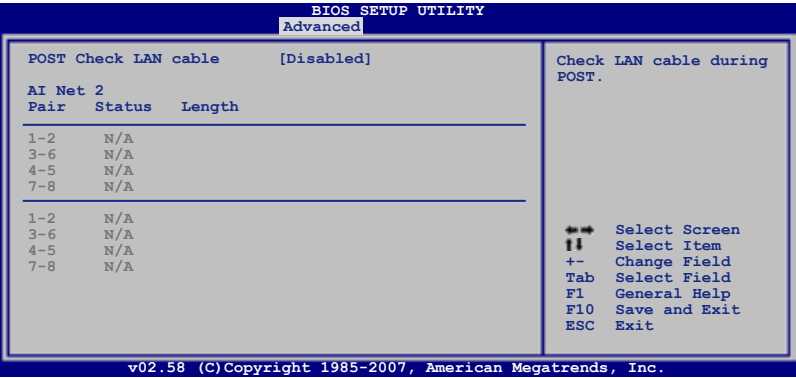 BIOS SETUP UTILITY
Advanced
POST Check LAN cable [Disabled]
AI Net 2
Pair Status Length
1-2 N/A
3-6 N/A
4-5 N/A
7-8 N/A
1-2 N/A
3-6 N/A
4-5 N/A
7-8 N/A
Check LAN cable during
POST.
Select Screen
Select Item
+- Change Field
Tab Select Field
F1 General Help
F10 Save and Exit
ESC Exit
v02.58 (C)Copyright 1985-2007, American Megatrends, Inc.